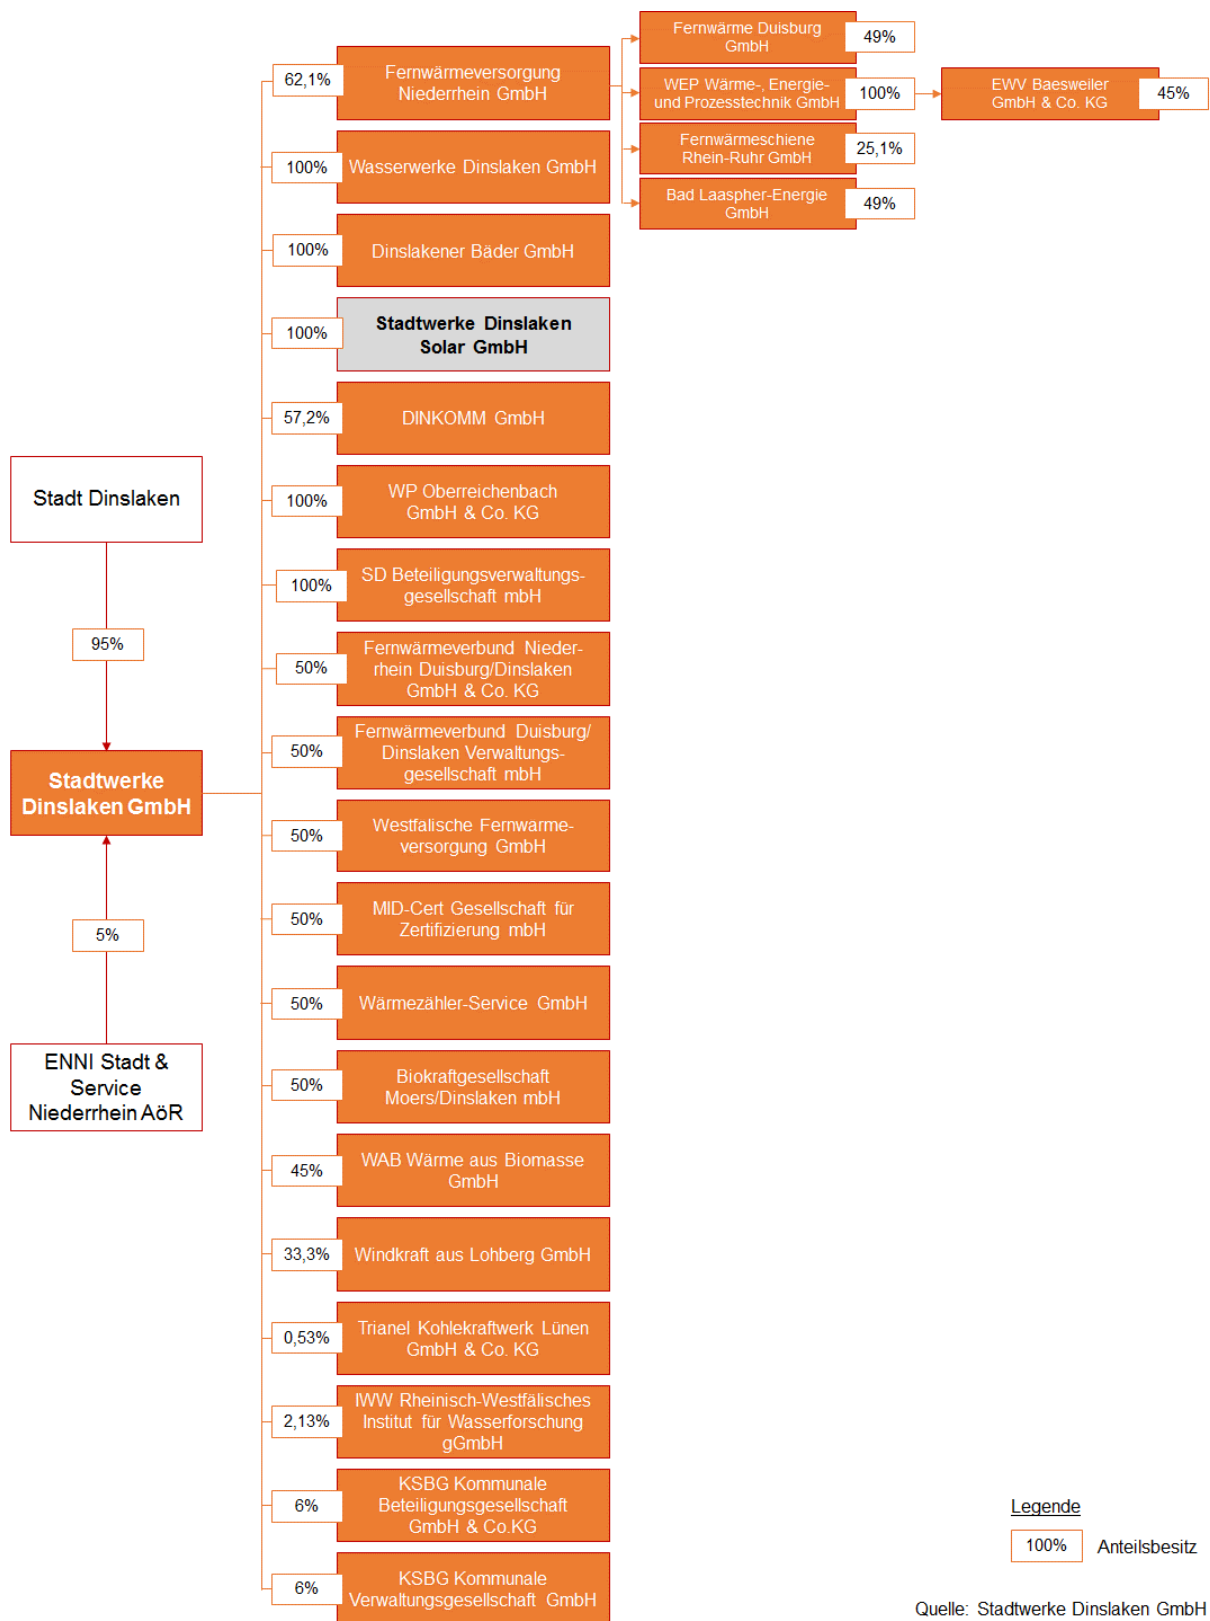 Stadt Dinslaken
95%
Stadtwerke
Dinslaken GmbH
5%
ENNI Stadt &
Service
Niederrhein AöR
62,1%
Fernwärmeversorgung
Niederrhein GmbH
Fernwärme Duisburg
GmbH
49%
WEP Wärme-, Energie-
und Prozesstechnik GmbH
100%
EWV Baesweiler
GmbH & Co. KG
45%
Fernwärmeschiene
Rhein-Ruhr GmbH
25,1%
Bad Laaspher-Energie
GmbH
49%
100%
Wasserwerke Dinslaken GmbH
100%
Dinslakener Bäder GmbH
100%
Stadtwerke Dinslaken
Solar GmbH
57,2%
DINKOMM GmbH
100%
WP Oberreichenbach
GmbH & Co. KG
100%
SD Beteiligungsverwaltungs-
gesellschaft mbH
50%
Fernwärmeverbund Nieder-
rhein Duisburg/Dinslaken
GmbH & Co. KG
50%
Fernwärmeverbund Duisburg/
Dinslaken Verwaltungs-
gesellschaft mbH
50%
Westfälische Fernwarme-
versorgung GmbH
50%
MID-Cert Gesellschaft für
Zertifizierung mbH
50%
Wärmezähler-Service GmbH
50%
Biokraftgesellschaft
Moers/Dinslaken mbH
45%
WAB Wärme aus Biomasse
GmbH
33,3%
Windkraft aus Lohberg GmbH
0,53%
Trianel Kohlekraftwerk Lünen
GmbH & Co. KG
2,13%
IWW Rheinisch-Westfälisches
Institut für Wasserforschung
gGmbH
6%
KSBG Kommunale
Beteiligungsgesellschaft
GmbH & Co.KG
6%
KSBG Kommunale
Verwaltungsgesellschaft GmbH
Legende
100%
Anteilsbesitz
Quelle: Stadtwerke Dinslaken GmbH